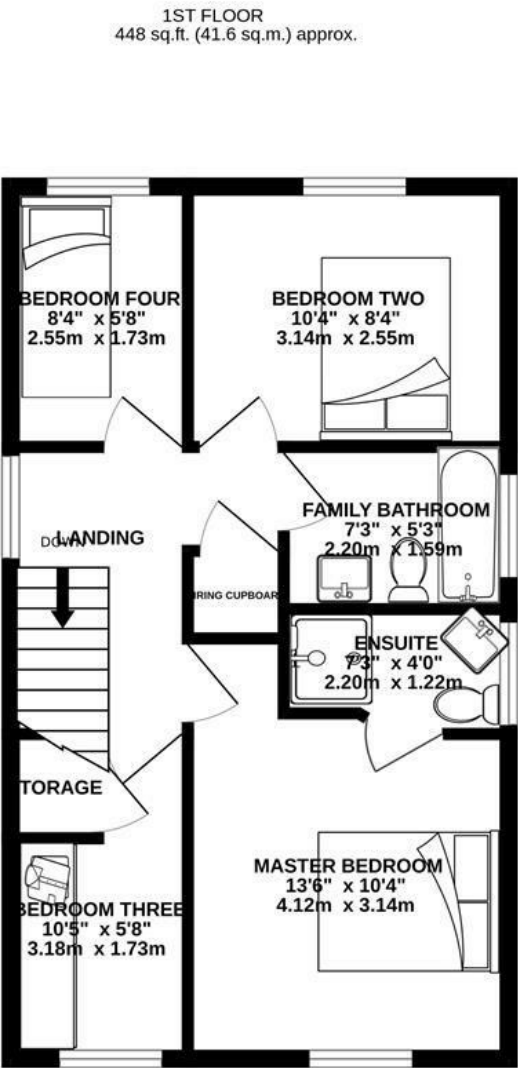 1ST FLOOR
448 sq.ft. (41.6 sq.m.) approx.
BEDROOM FOUR
8'4" x 5'8"
2.55m x 1.73m
BEDROOM TWO
10'4" x 8'4"
3.14m x 2.55m
FAMILY BATHROOM
7'3" x 5'3"
2.20m x 1.59m
LANDING
DOWN
IRING CUPBOAR
ENSUITE
7'3" x 4'0"
2.20m x 1.22m
TORAGE
MASTER BEDROOM
13'6" x 10'4"
4.12m x 3.14m
BEDROOM THREE
10'5" x 5'8"
3.18m x 1.73m